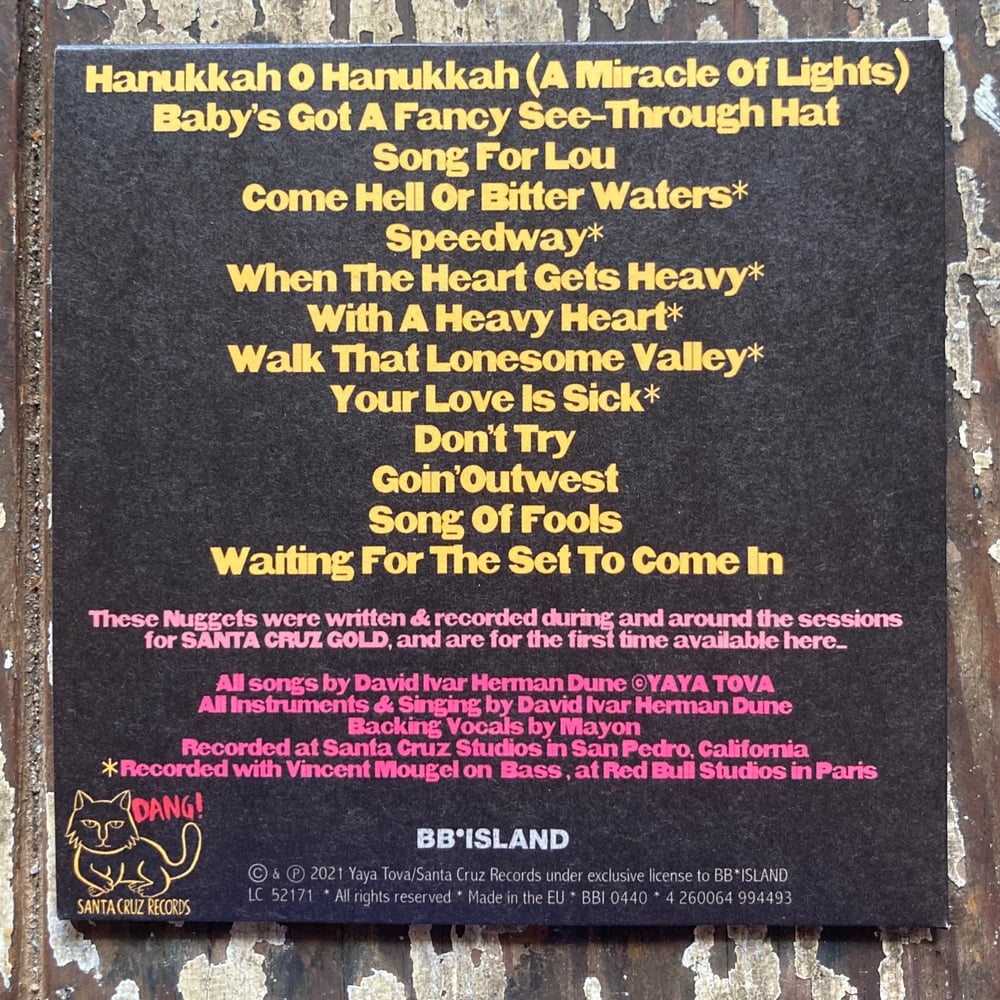 Hanukkah O Hanukkah (A Miracle Of Lights)
Baby's Got A Fancy See-Through Hat
Song For Lou
Come Hell Or Bitter Waters*
Speedway*
When The Heart Gets Heavy*
With A Heavy Heart*
Walk That Lonesome Valley*
Your Love Is Sick*
Don't Try
Goin'Outwest
Song Of Fools
Waiting For The Set To Come In
These Nuggets were written & recorded during and around the sessions
for SANTA CRUZ GOLD, and are for the first time available here...
All songs by David Ivar Herman Dune ©YAYA TOVA
All Instruments & Singing by David Ivar Herman Dune
Backing Vocals by Mayon
Recorded at Santa Cruz Studios in San Pedro, California
*Recorded with Vincent Mougel on Bass, at Red Bull Studios in Paris
DANG!
SANTA CRUZ RECORDS
BB*ISLAND
© & ℗ 2021 Yaya Tova/Santa Cruz Records under exclusive license to BB*ISLAND
LC 52171 * All rights reserved * Made in the EU * BBI 0440 * 4 260064 994493